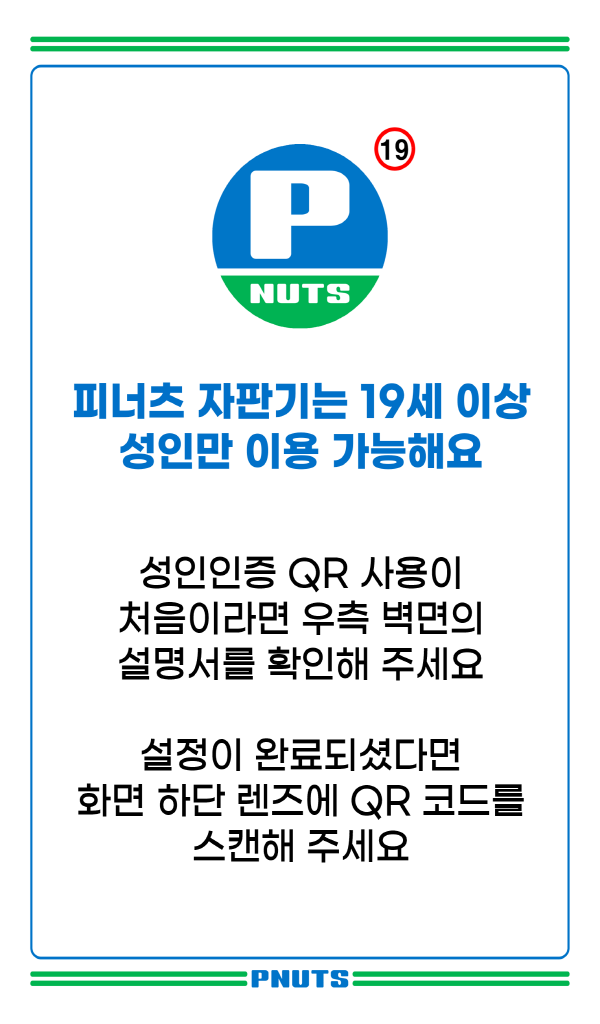 19
P
NUTS
피너츠 자판기는 19세 이상
성인만 이용 가능해요
성인인증 QR 사용이
처음이라면 우측 벽면의
설명서를 확인해 주세요
설정이 완료되셨다면
화면 하단 렌즈에 QR 코드를
스캔해 주세요
PNUTS